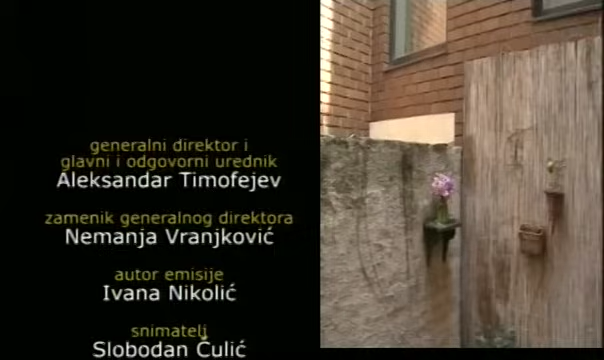 generalni direktor i
glavni i odgovorni urednik
Aleksandar Timofejev
zamenik generalnog direktora
Nemanja Vranjković
autor emisije
Ivana Nikolić
snimatelj
Slobodan Čulić